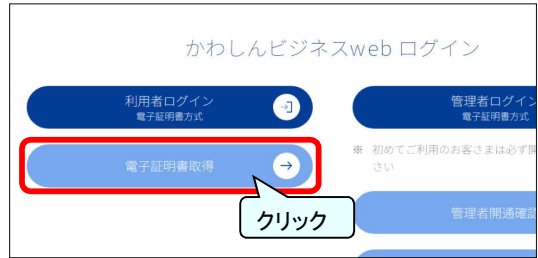 かわしんビジネスweb ログイン
利用者ログイン
電子証明書方式
電子証明書取得
クリック
管理者ログイン
電子証明書方式
※ 初めてご利用のお客さまは必ず
さい
管理者開通確認